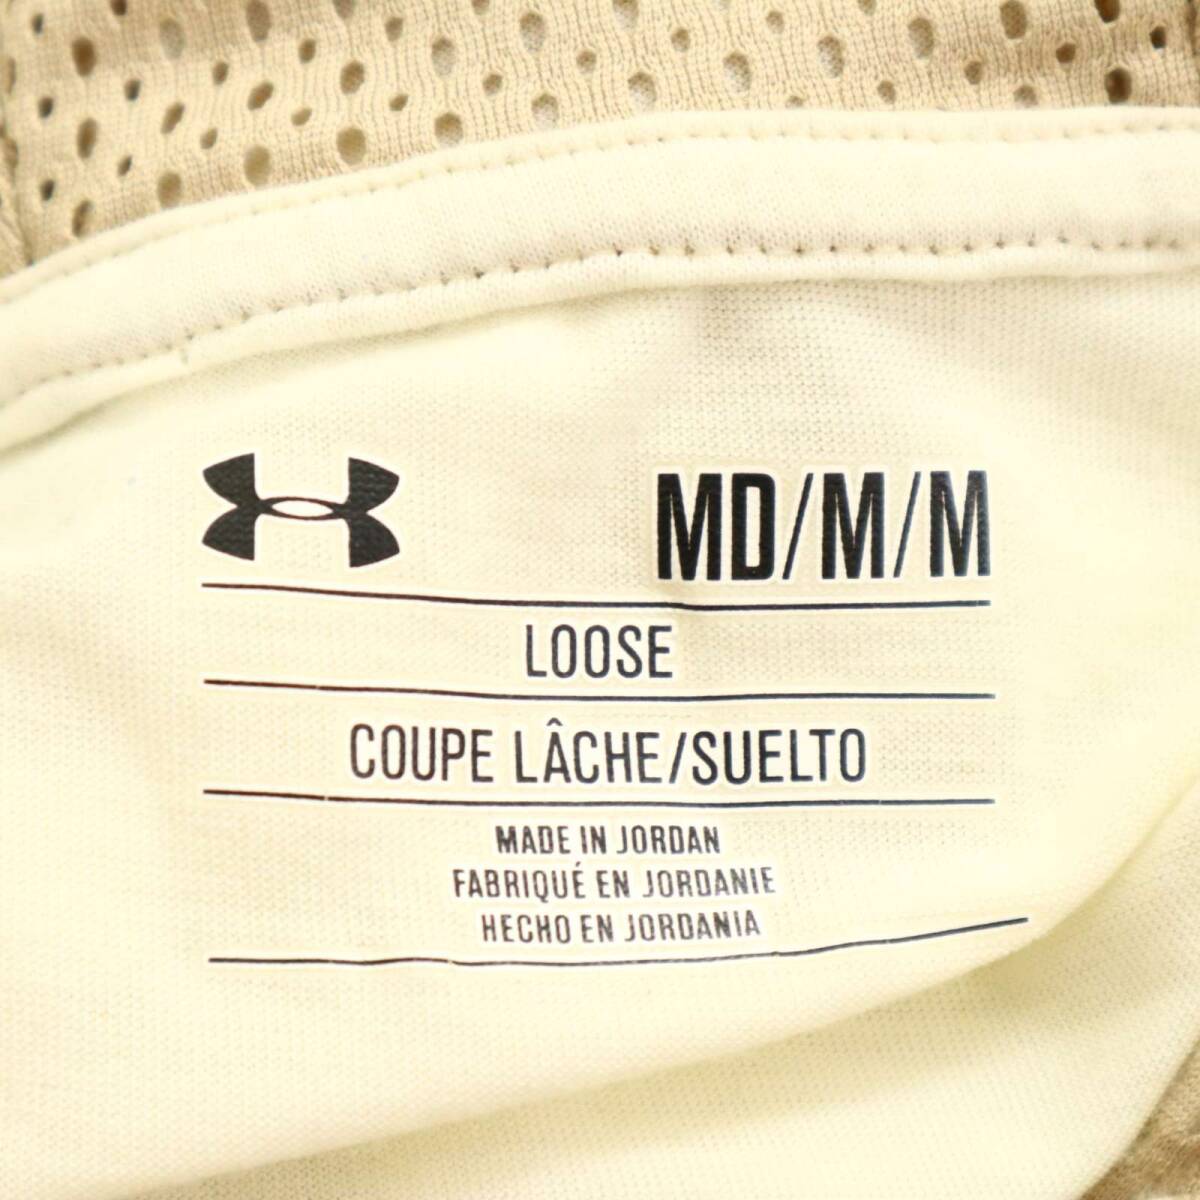 MD/M/M
LOOSE
COUPE LÂCHE/SUELTO
MADE IN JORDAN
FABRIQUÉ EN JORDANIE
HECHO EN JORDANIA